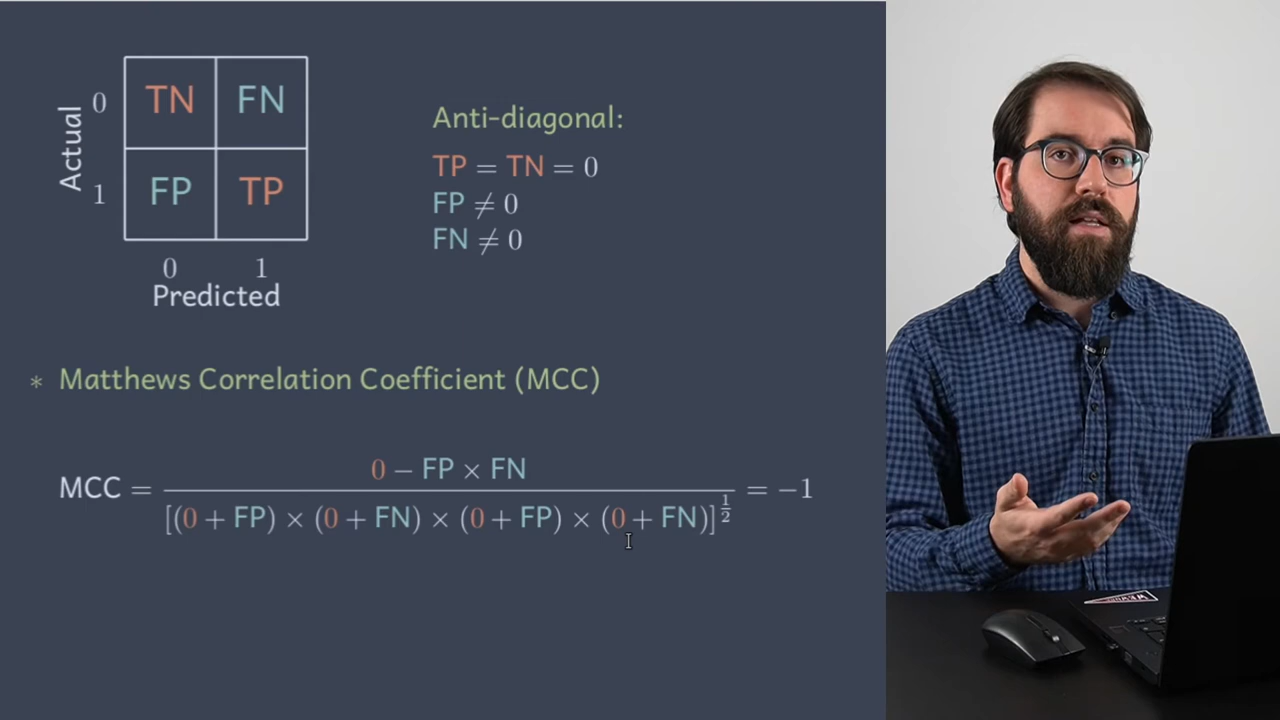 Actual
0 TN FN
1 FP TP
0 1
Predicted
Anti-diagonal:
TP = TN = 0
FP ≠ 0
FN ≠ 0
* Matthews Correlation Coefficient (MCC)
0 − FP × FN
MCC = ——— = −1
[(0 + FP) × (0 + FN) × (0 + FP) × (0 + FN)]^{1/2}